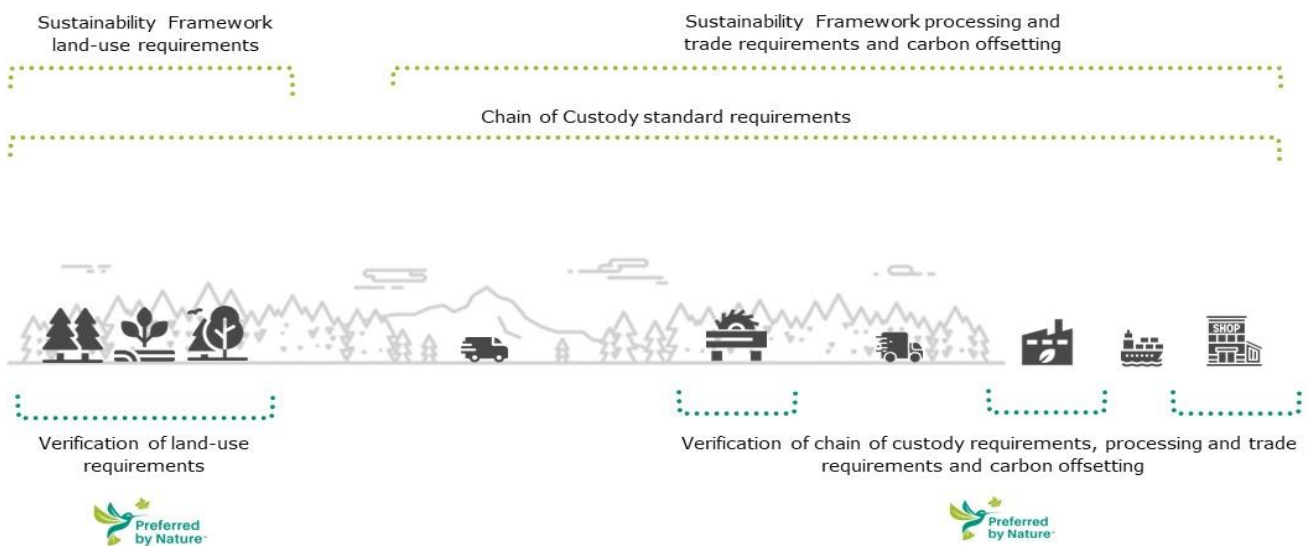 Sustainability Framework
land-use requirements
Sustainability Framework processing and
trade requirements and carbon offsetting
Chain of Custody standard requirements
SHOP
Verification of land-use
requirements
Verification of chain of custody requirements, processing and trade
requirements and carbon offsetting
Preferred
by Nature™
Preferred
by Nature™